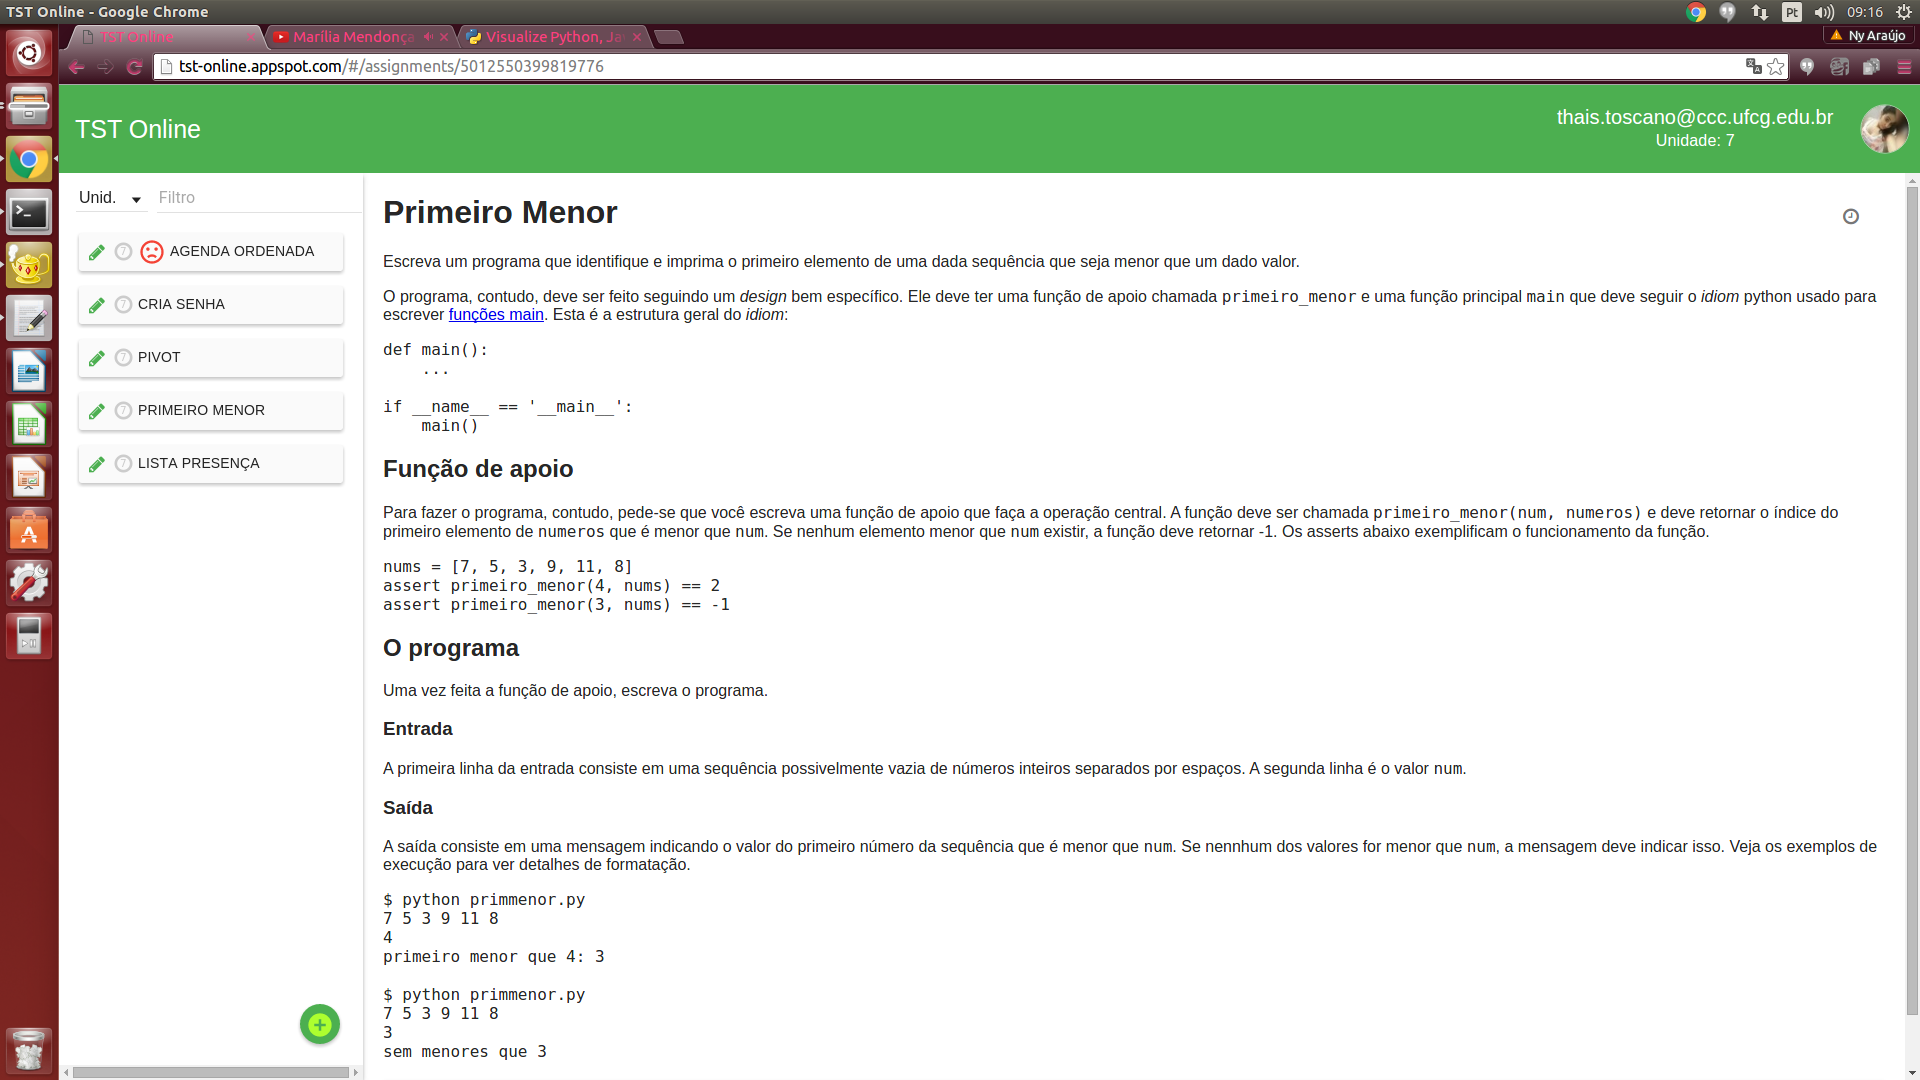 TST Online - Google Chrome
Pt
09:16
TST Online
Marília Mendonça
Visualize Python, Ja
Ny Araújo
tst-online.appspot.com/#/assignments/5012550399819776
TST Online
thais.toscano@ccc.ufcg.edu.br
Unidade: 7
Unid.
Filtro
7 AGENDA ORDENADA
7 CRIA SENHA
7 PIVOT
7 PRIMEIRO MENOR
7 LISTA PRESENÇA
Primeiro Menor
Escreva um programa que identifique e imprima o primeiro elemento de uma dada sequência que seja menor que um dado valor.
O programa, contudo, deve ser feito seguindo um design bem específico. Ele deve ter uma função de apoio chamada primeiro_menor e uma função principal main que deve seguir o idiom python usado para
escrever funções main. Esta é a estrutura geral do idiom:
def main():
    ...
if __name__ == '__main__':
    main()
Função de apoio
Para fazer o programa, contudo, pede-se que você escreva uma função de apoio que faça a operação central. A função deve ser chamada primeiro_menor(num, numeros) e deve retornar o índice do
primeiro elemento de numeros que é menor que num. Se nenhum elemento menor que num existir, a função deve retornar -1. Os asserts abaixo exemplificam o funcionamento da função.
nums = [7, 5, 3, 9, 11, 8]
assert primeiro_menor(4, nums) == 2
assert primeiro_menor(3, nums) == -1
O programa
Uma vez feita a função de apoio, escreva o programa.
Entrada
A primeira linha da entrada consiste em uma sequência possivelmente vazia de números inteiros separados por espaços. A segunda linha é o valor num.
Saída
A saída consiste em uma mensagem indicando o valor do primeiro número da sequência que é menor que num. Se nennhum dos valores for menor que num, a mensagem deve indicar isso. Veja os exemplos de
execução para ver detalhes de formatação.
$ python primmenor.py
7 5 3 9 11 8
4
primeiro menor que 4: 3
$ python primmenor.py
7 5 3 9 11 8
3
sem menores que 3